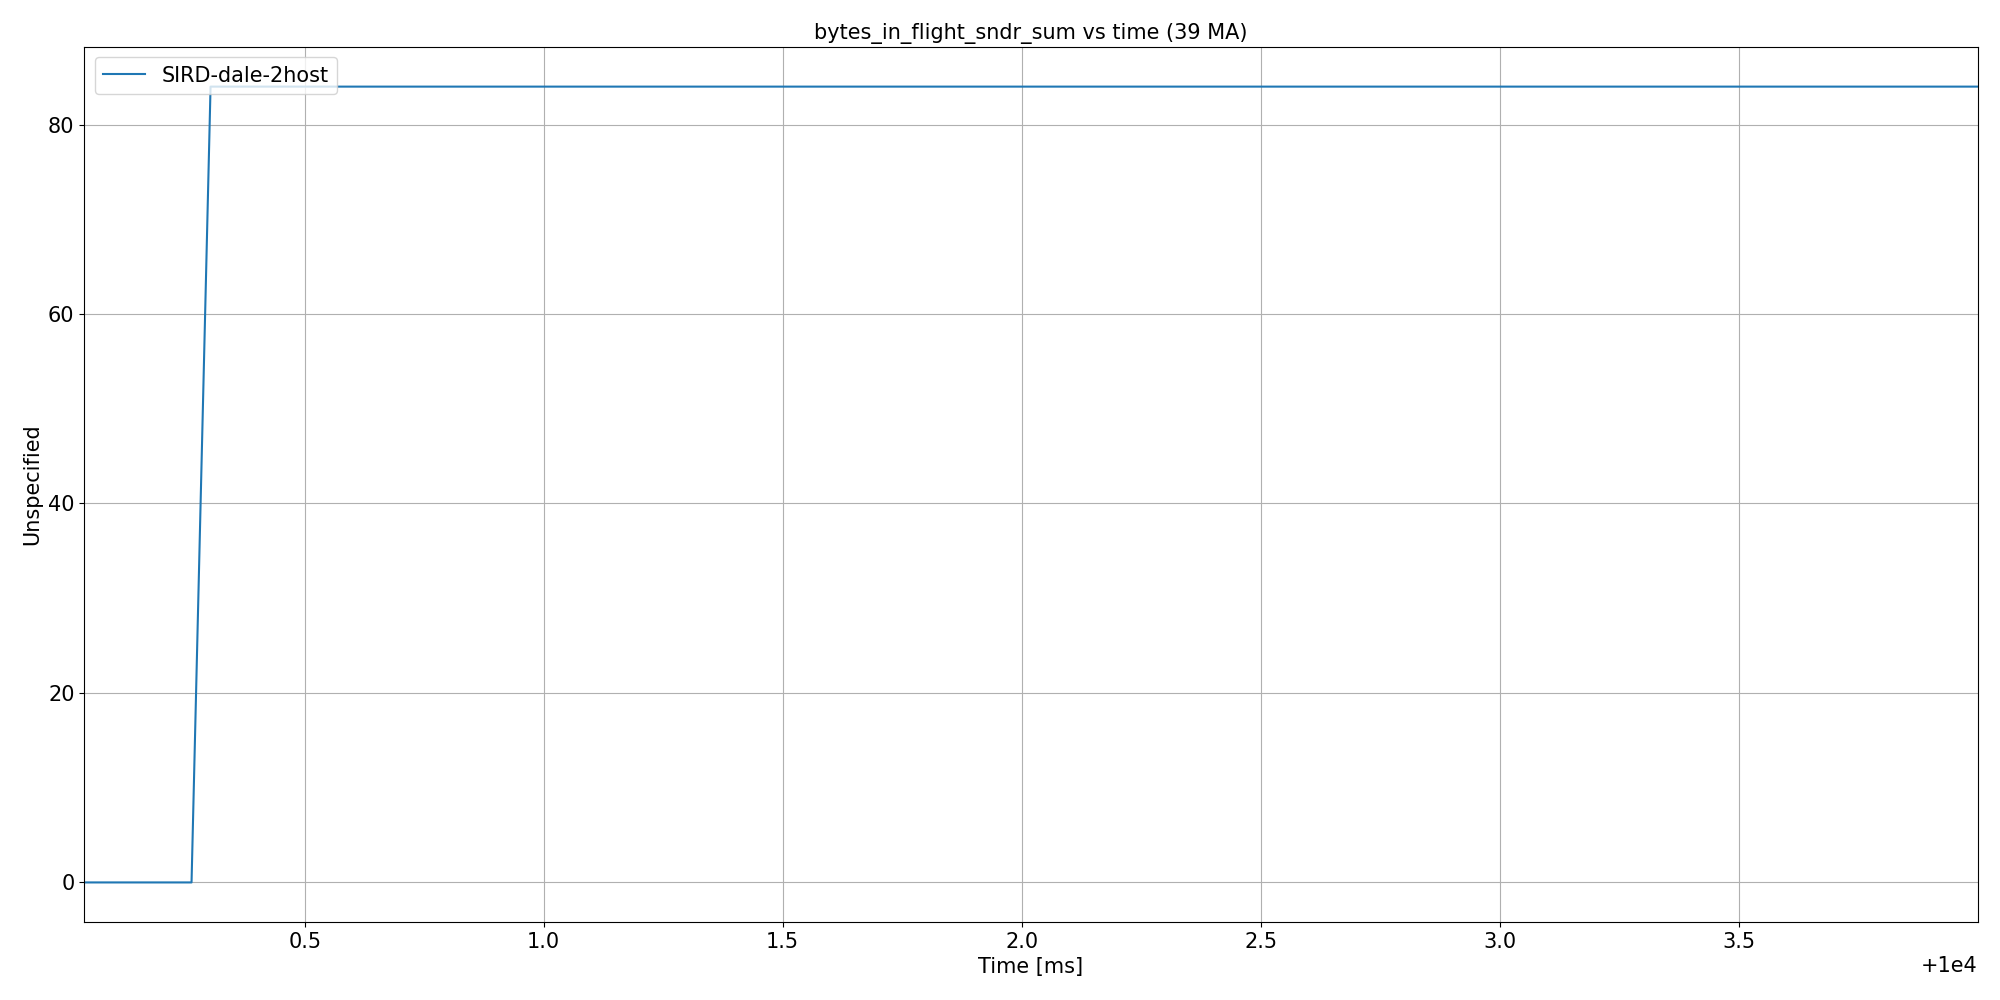 bytes_in_flight_sndr_sum vs time (39 MA)
SIRD-dale-2host
80
60
40
20
0
Unspecified
0.5 1.0 1.5 2.0 2.5 3.0 3.5
Time [ms]
+1e4